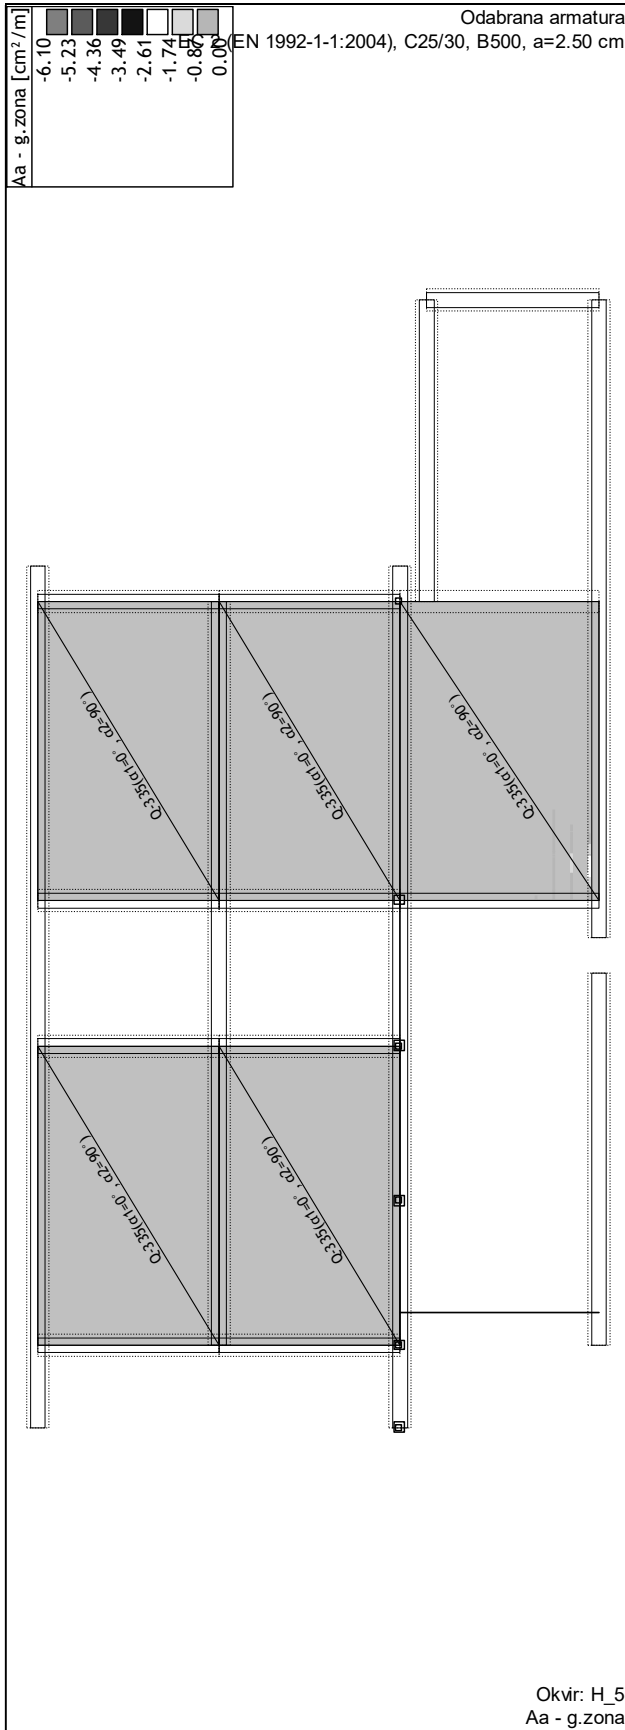 Odabrana armatura
(EN 1992-1-1:2004), C25/30, B500, a=2.50 cm
Aa - g.zona [cm²/m]
-6.10
-5.23
-4.36
-3.49
-2.61
-1.74
-0.87
0.00
Q-335(α1=0°, α2=90°)
Q-335(α1=0°, α2=90°)
Q-335(α1=0°, α2=90°)
Q-335(α1=0°, α2=90°)
Q-335(α1=0°, α2=90°)
Okvir: H_5
Aa - g.zona